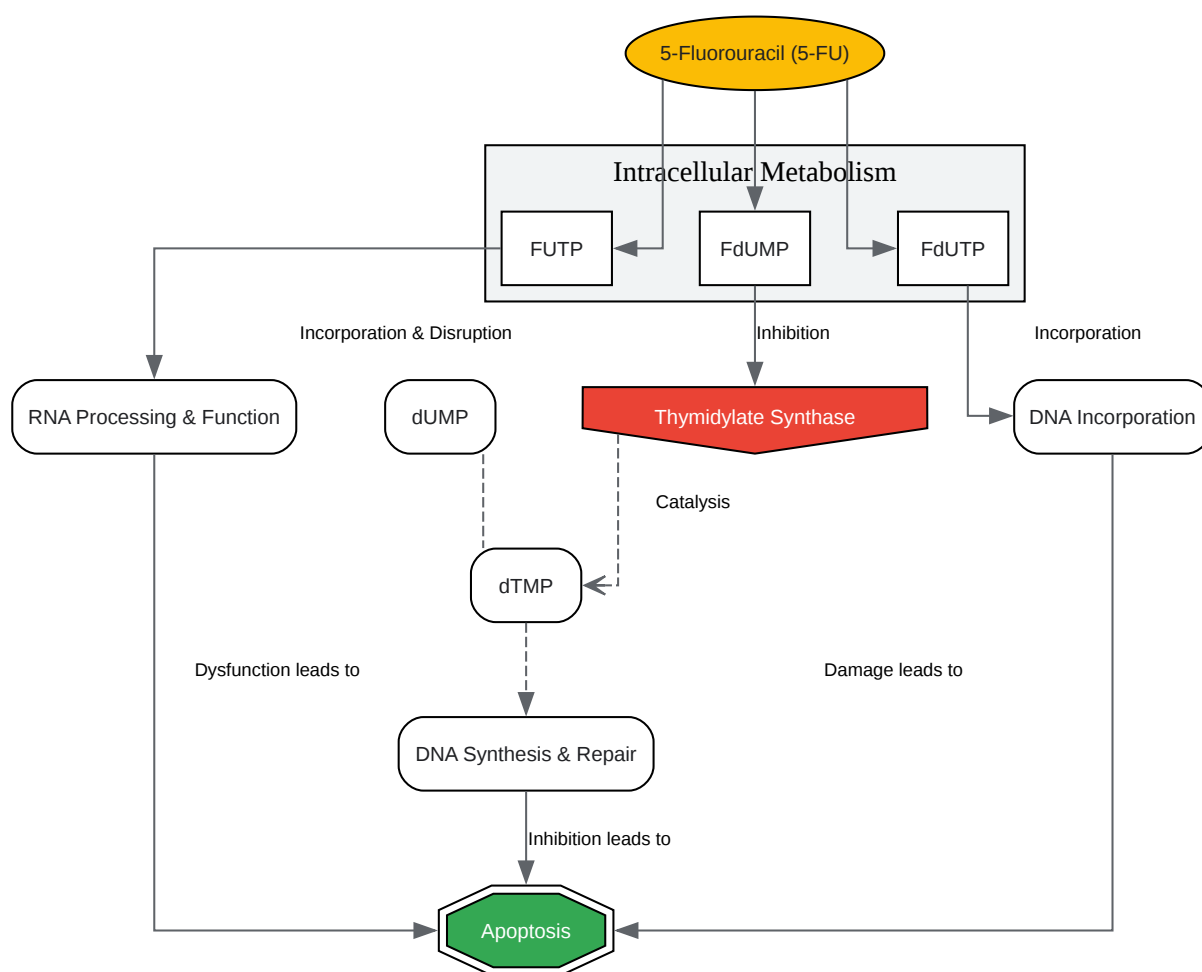 5-Fluorouracil (5-FU)
Intracellular Metabolism
FUTP
FdUMP
FdUTP
Incorporation & Disruption
Inhibition
Incorporation
RNA Processing & Function
dUMP
Thymidylate Synthase
DNA Incorporation
Catalysis
dTMP
Dysfunction leads to
Damage leads to
DNA Synthesis & Repair
Inhibition leads to
Apoptosis